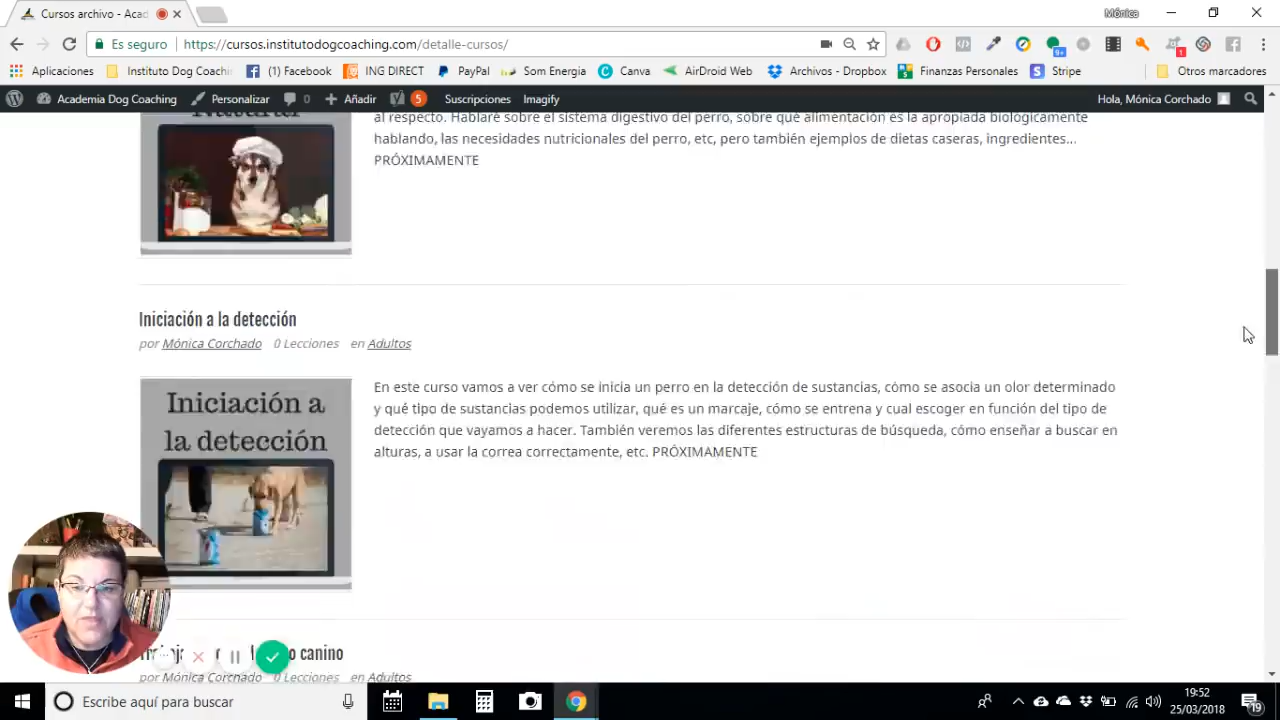 Cursos archivo - Acad
Mónica
Es seguro https://cursos.institutodogcoaching.com/detalle-cursos/
9+
1
Aplicaciones Instituto Dog Coachi (1) Facebook ING DIRECT PayPal Som Energia Canva AirDroid Web Archivos - Dropbox Finanzas Personales Stripe Otros marcadores
Academia Dog Coaching Personalizar 0 Añadir 5 Suscripciones Imagify Hola, Mónica Corchado
Natural
al respecto. Hablaré sobre el sistema digestivo del perro, sobre qué alimentación es la apropiada biológicamente
hablando, las necesidades nutricionales del perro, etc, pero también ejemplos de dietas caseras, ingredientes...
PRÓXIMAMENTE
Iniciación a la detección
por Mónica Corchado 0 Lecciones en Adultos
Iniciación a
la detección
En este curso vamos a ver cómo se inicia un perro en la detección de sustancias, cómo se asocia un olor determinado
y qué tipo de sustancias podemos utilizar, qué es un marcaje, cómo se entrena y cual escoger en función del tipo de
detección que vayamos a hacer. También veremos las diferentes estructuras de búsqueda, cómo enseñar a buscar en
alturas, a usar la correa correctamente, etc. PRÓXIMAMENTE
canino
por Mónica Corchado 0 Lecciones en Adultos
Escribe aquí para buscar
19:52
25/03/2018
19